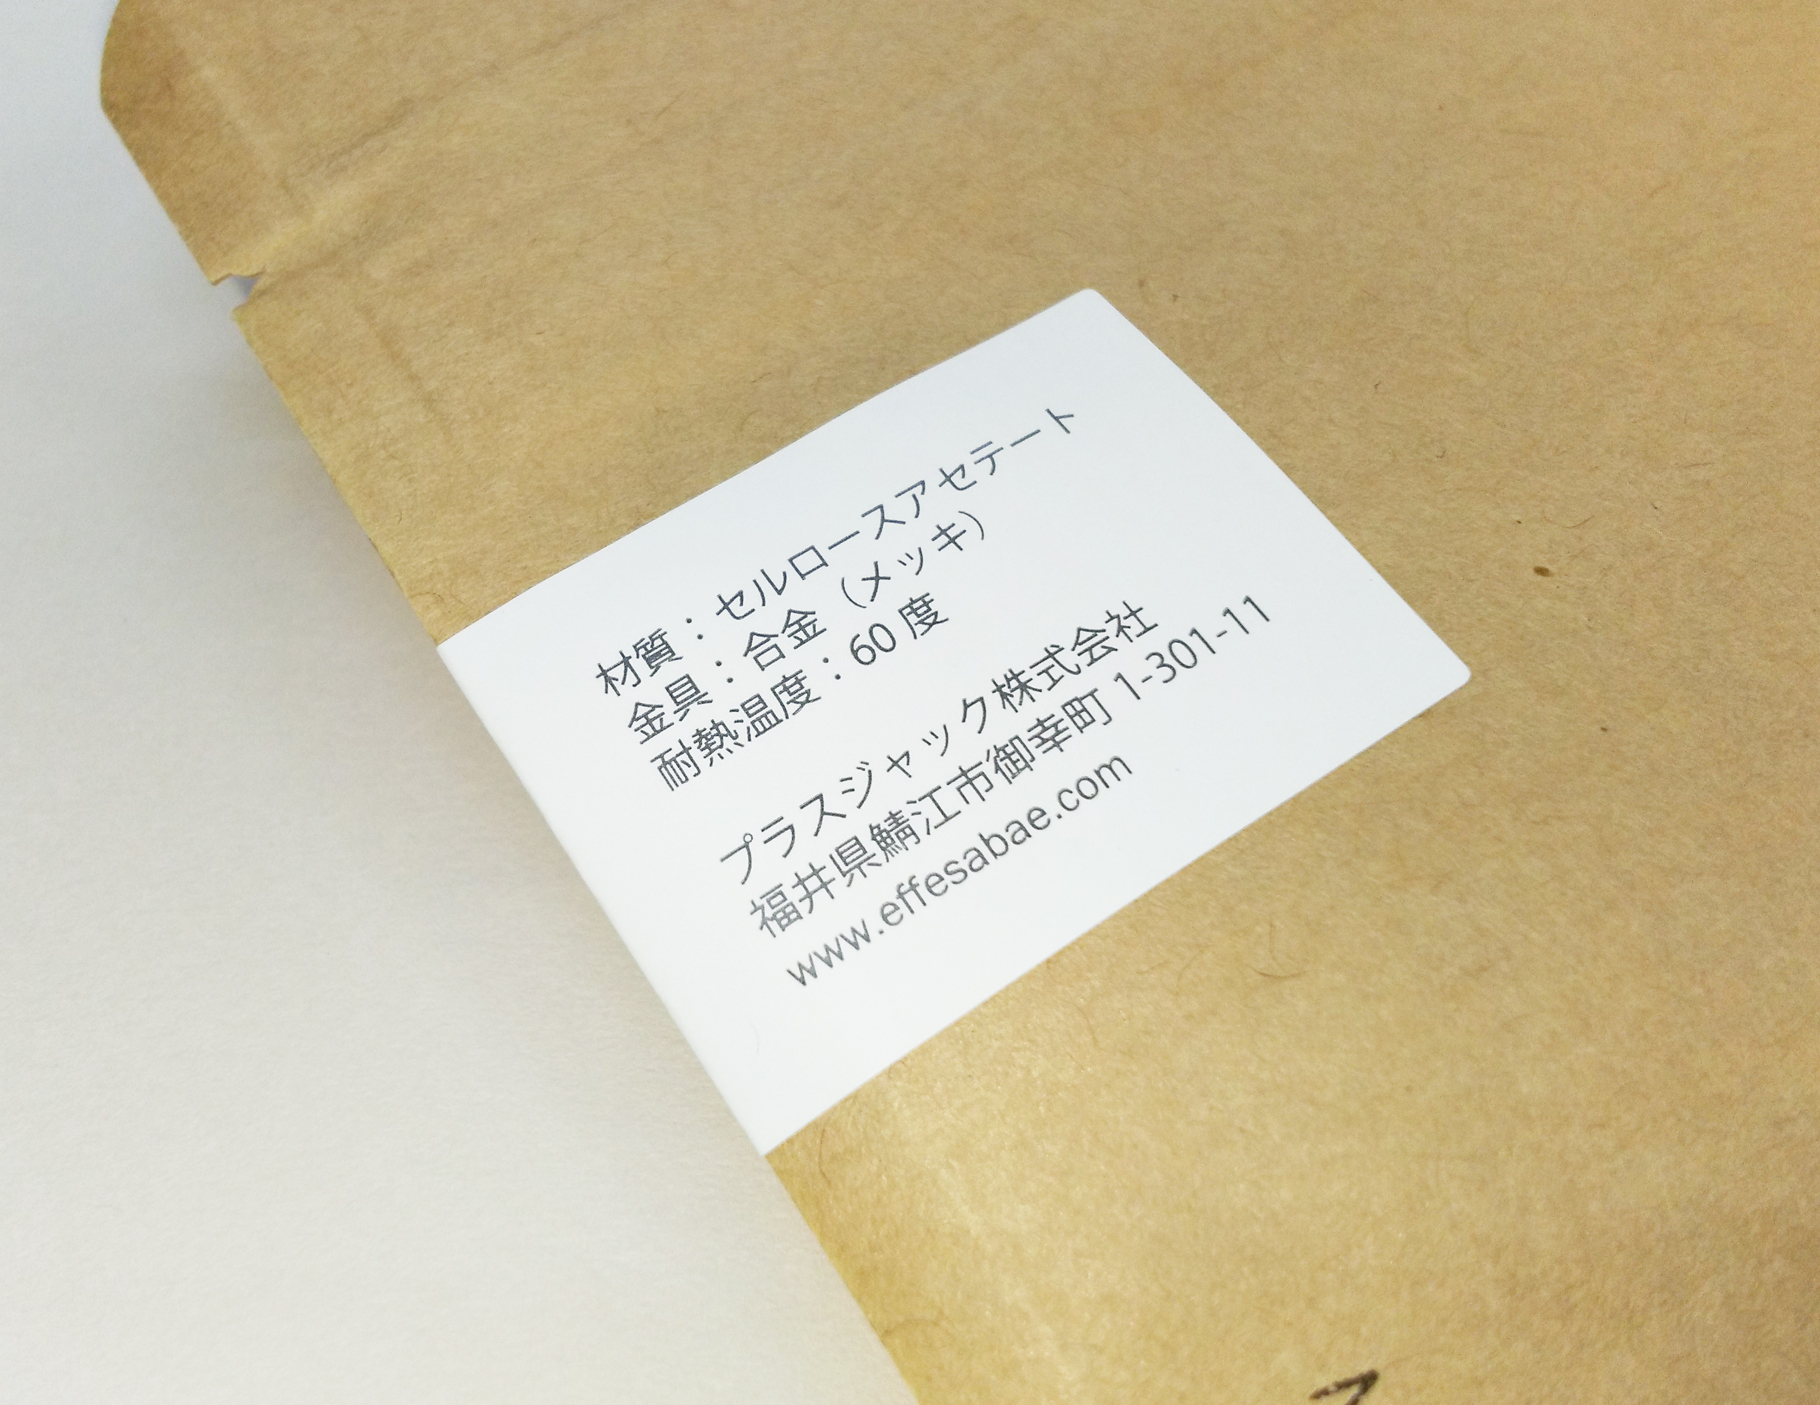 材質：セルロースアセテート
金具：合金（メッキ）
耐熱温度：60度
プラスジャック株式会社
福井県鯖江市御幸町 1-301-11
www.effesabae.com